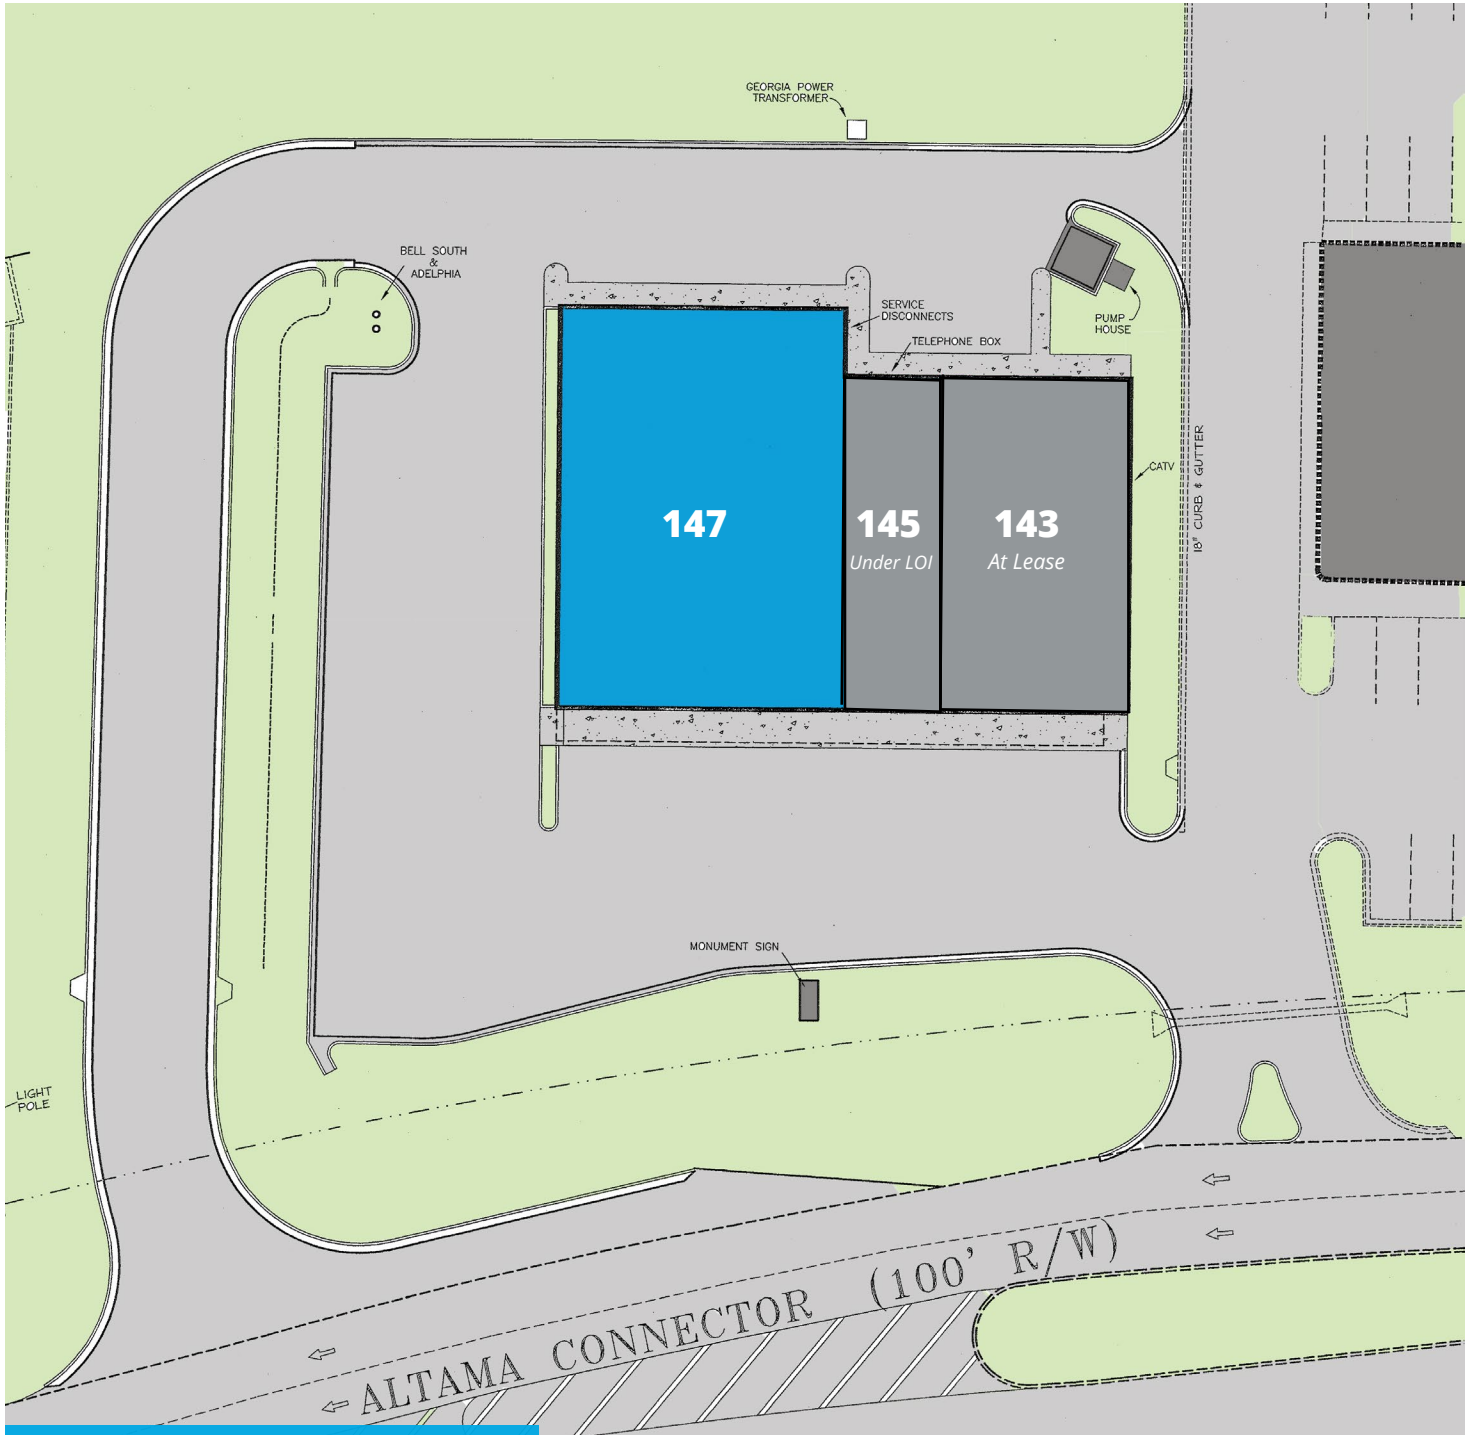 GEORGIA POWER
TRANSFORMER
BELL SOUTH
&
ADELPHIA
SERVICE
DISCONNECTS
TELEPHONE BOX
PUMP
HOUSE
CATV
18" CURB & GUTTER
147
145
Under LOI
143
At Lease
MONUMENT SIGN
LIGHT
POLE
ALTAMA CONNECTOR (100' R/W)